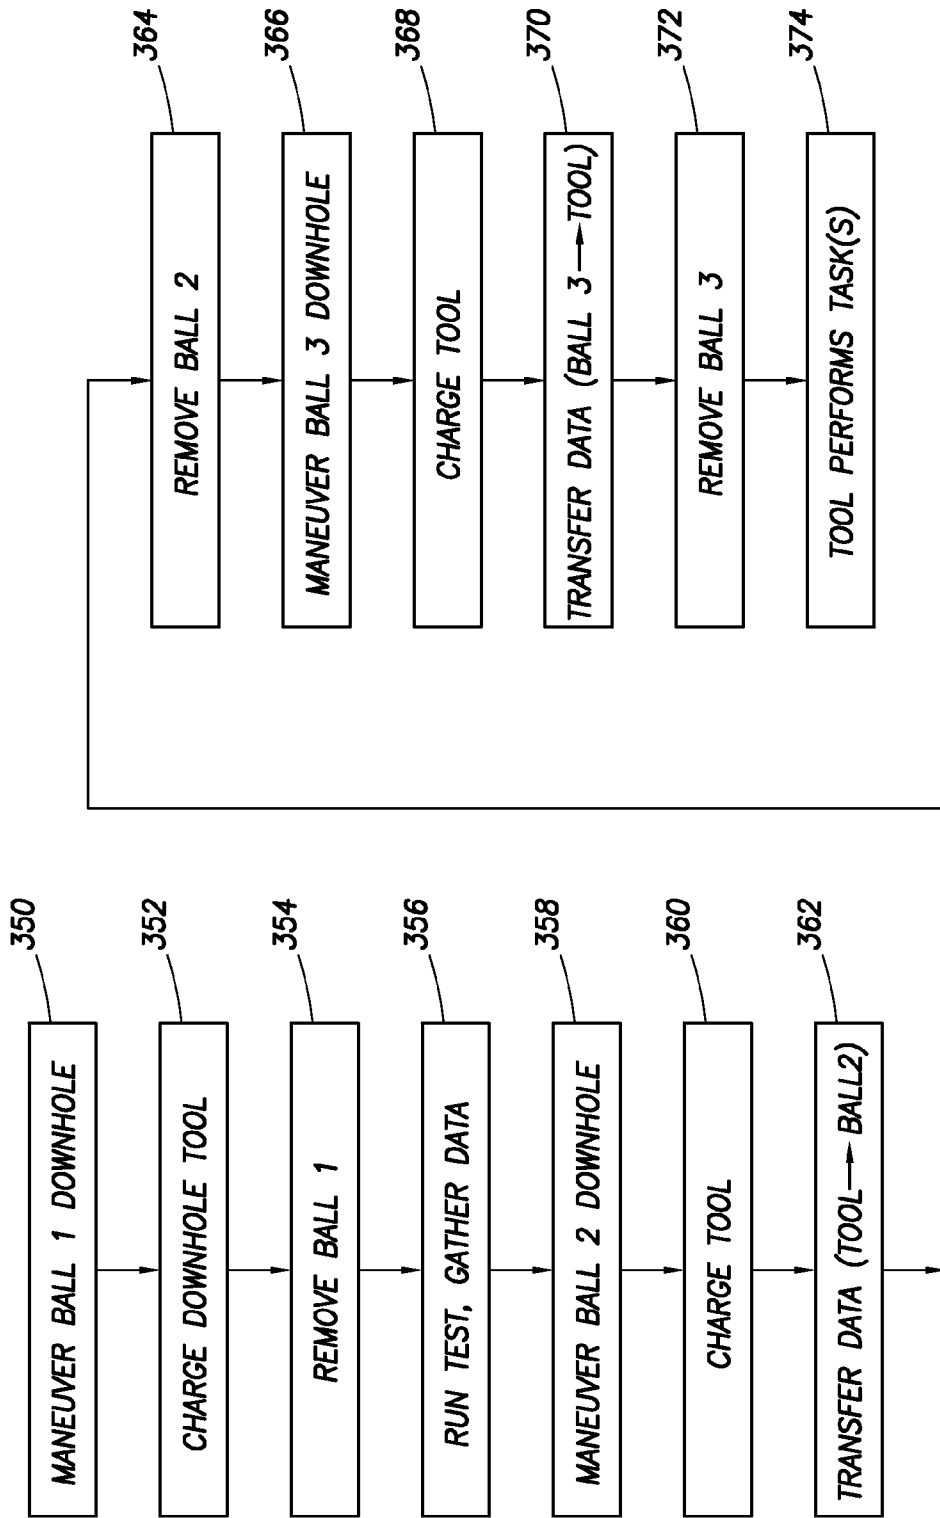 350
MANEUVER BALL 1 DOWNHOLE
352
CHARGE DOWNHOLE TOOL
354
REMOVE BALL 1
356
RUN TEST, GATHER DATA
358
MANEUVER BALL 2 DOWNHOLE
360
CHARGE TOOL
362
TRANSFER DATA (TOOL → BALL2)
364
REMOVE BALL 2
366
MANEUVER BALL 3 DOWNHOLE
368
CHARGE TOOL
370
TRANSFER DATA (BALL 3 → TOOL)
372
REMOVE BALL 3
374
TOOL PERFORMS TASK(S)